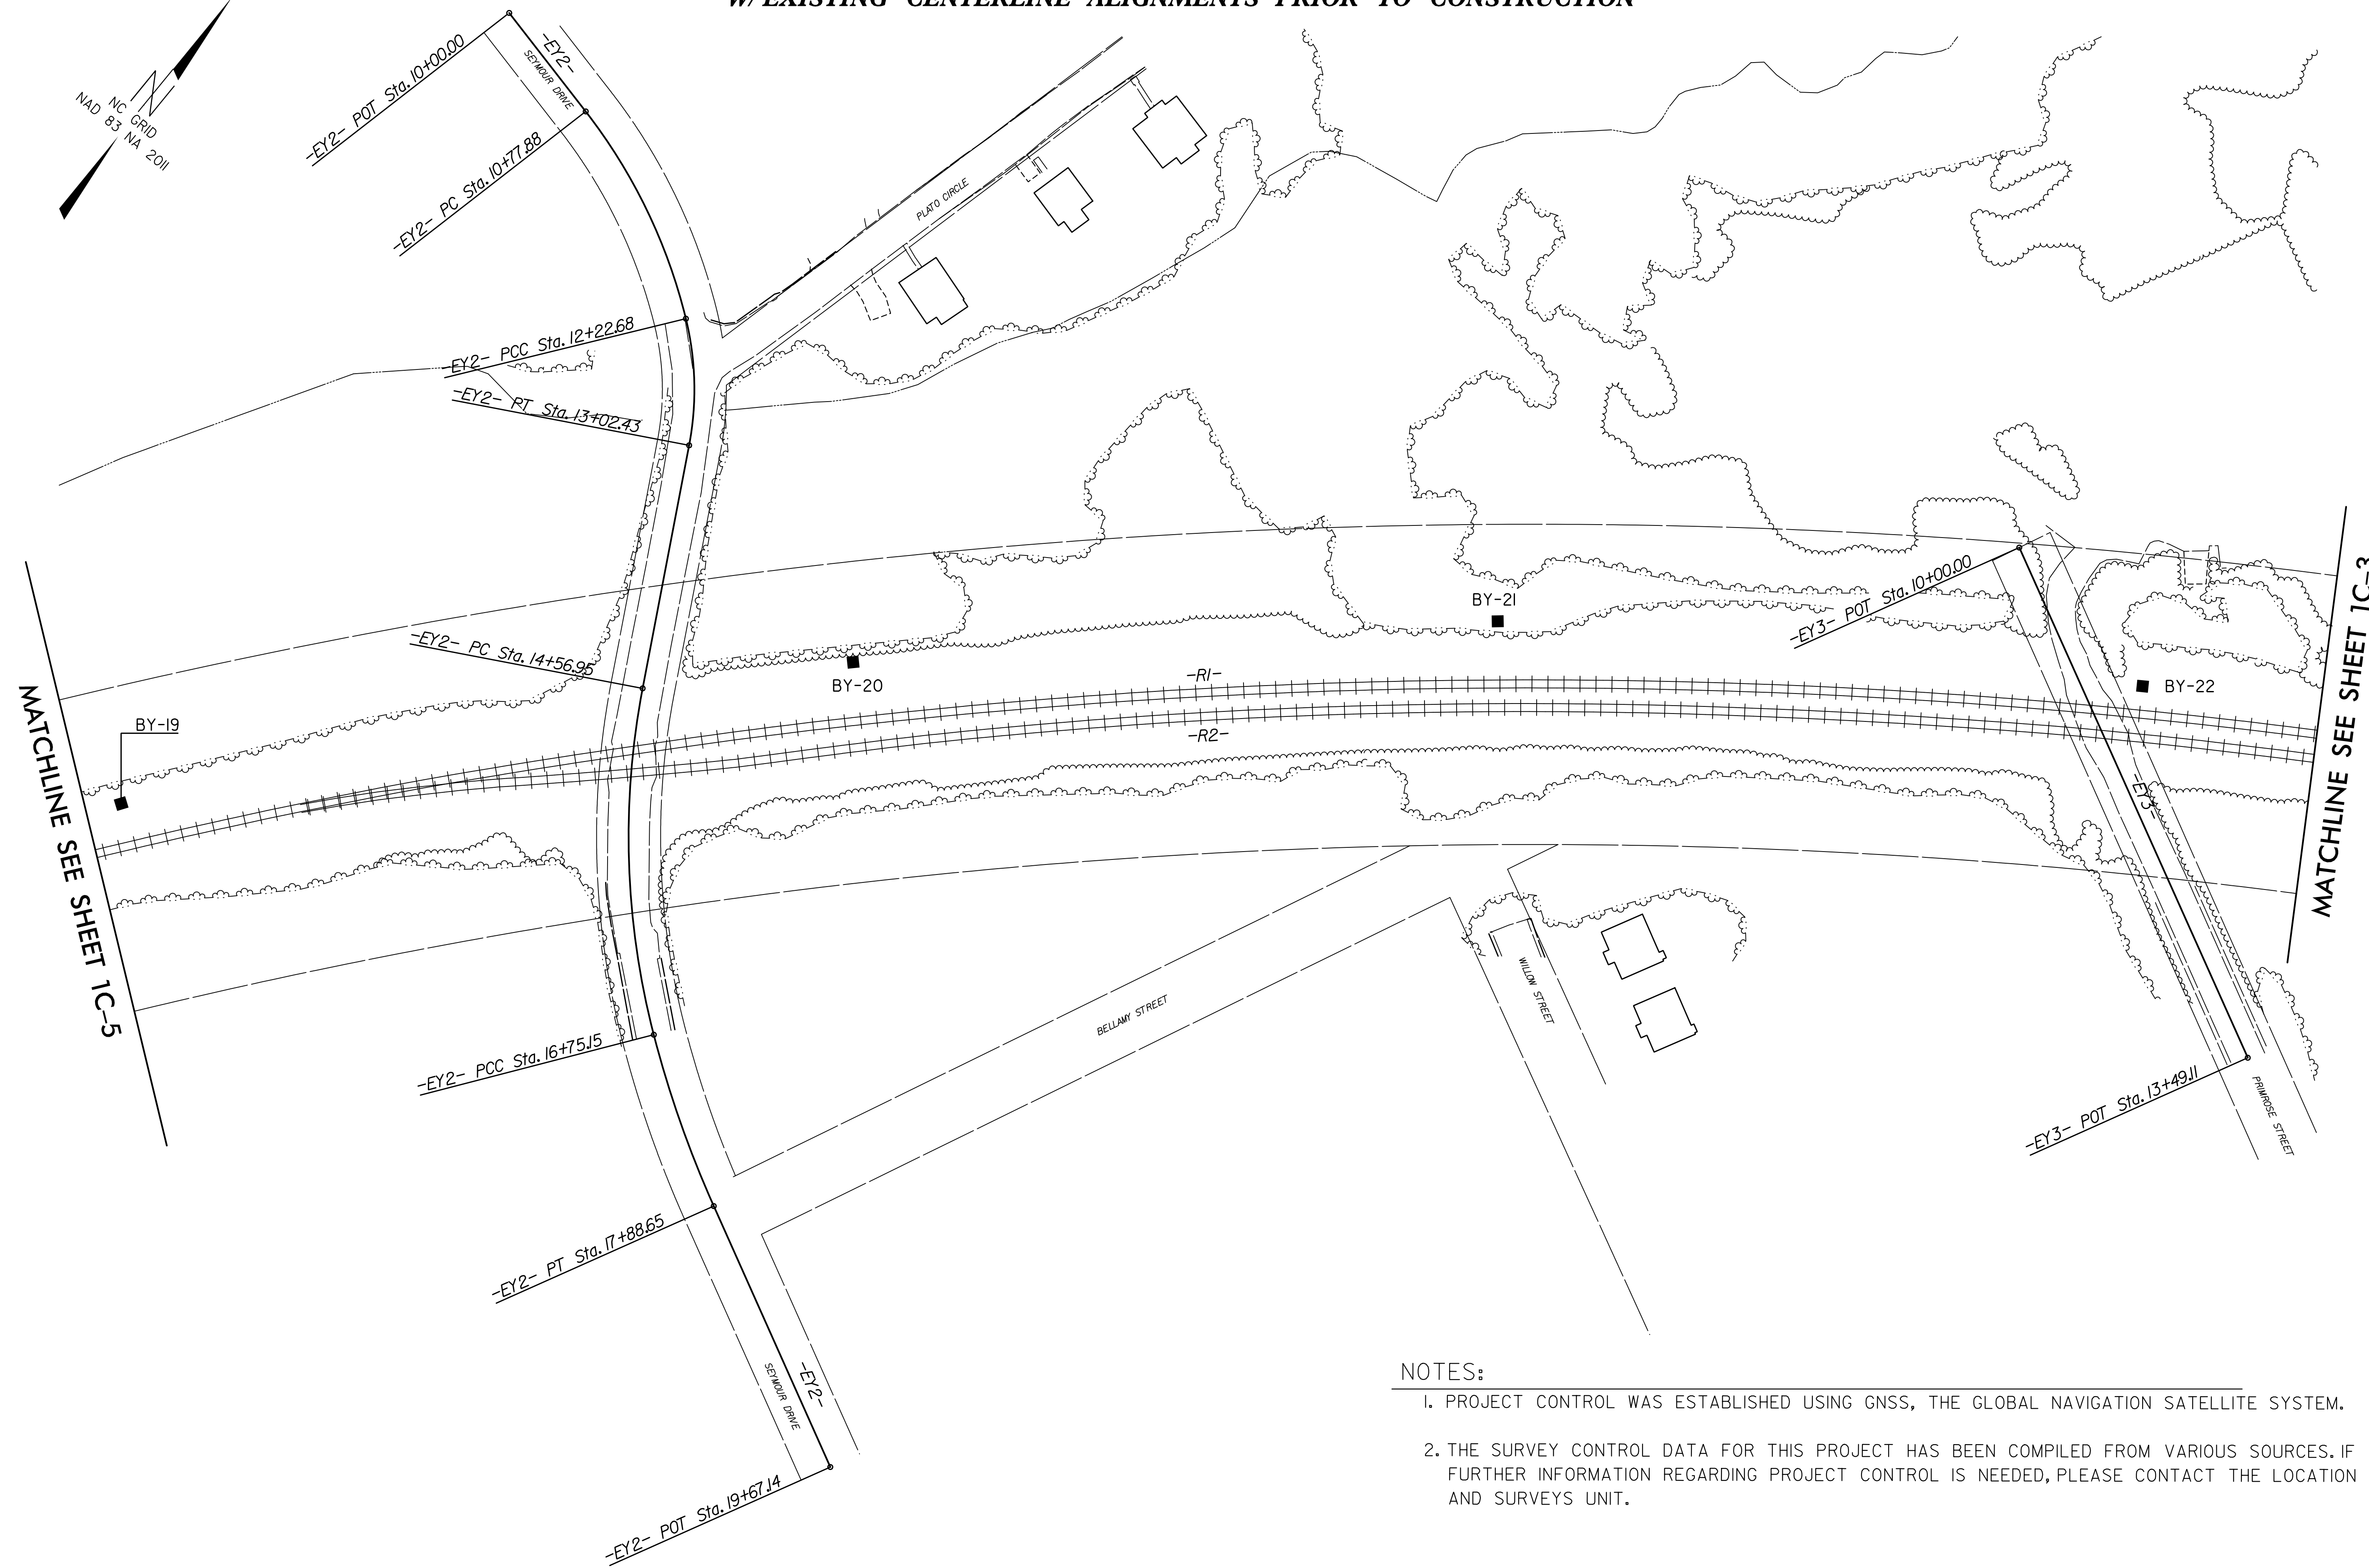 W/EXISTING CENTERLINE ALIGNMENTS PRIOR TO CONSTRUCTION
NC GRID
NAD 83 NA 2011
-EY2- POT Sta. 10+00.00
-EY2-
SEYMOUR DRIVE
-EY2- PC Sta. 10+77.88
PLATO CIRCLE
-EY2- PCC Sta. 12+22.68
-EY2- PT Sta. 13+02.43
-EY3- POT Sta. 10+00.00
BY-21
-EY2- PC Sta. 14+56.95
BY-20
-R1-
BY-22
-R2-
BY-19
MATCHLINE SEE SHEET 1C-5
MATCHLINE SEE SHEET 1C-3
-EY3-
WILLOW STREET
BELLAMY STREET
-EY2- PCC Sta. 16+75.15
-EY3- POT Sta. 13+49.11
PRIMROSE STREET
-EY2- PT Sta. 17+88.65
-EY2-
SEYMOUR DRIVE
-EY2- POT Sta. 19+67.14
NOTES:
1. PROJECT CONTROL WAS ESTABLISHED USING GNSS, THE GLOBAL NAVIGATION SATELLITE SYSTEM.
2. THE SURVEY CONTROL DATA FOR THIS PROJECT HAS BEEN COMPILED FROM VARIOUS SOURCES. IF
FURTHER INFORMATION REGARDING PROJECT CONTROL IS NEEDED, PLEASE CONTACT THE LOCATION
AND SURVEYS UNIT.